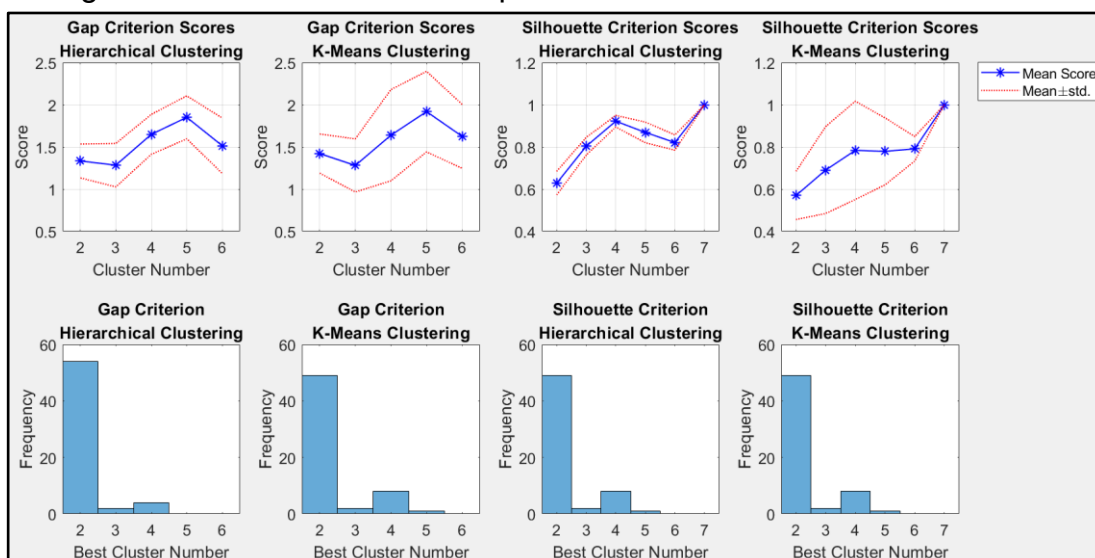 Gap Criterion Scores
Hierarchical Clustering
Gap Criterion Scores
K-Means Clustering
Silhouette Criterion Scores
Hierarchical Clustering
Silhouette Criterion Scores
K-Means Clustering
2.5
2
1.5
1
0.5
Score
2 3 4 5 6
Cluster Number
2.5
2
1.5
1
0.5
Score
2 3 4 5 6
Cluster Number
1.2
1
0.8
0.6
0.4
Score
2 3 4 5 6 7
Cluster Number
1.2
1
0.8
0.6
0.4
Score
2 3 4 5 6 7
Cluster Number
Mean Score
Mean±std.
Gap Criterion
Hierarchical Clustering
60
40
20
0
Frequency
2 3 4 5 6
Best Cluster Number
Gap Criterion
K-Means Clustering
60
40
20
0
Frequency
2 3 4 5 6
Best Cluster Number
Silhouette Criterion
Hierarchical Clustering
60
40
20
0
Frequency
2 3 4 5 6 7
Best Cluster Number
Silhouette Criterion
K-Means Clustering
60
40
20
0
Frequency
2 3 4 5 6 7
Best Cluster Number